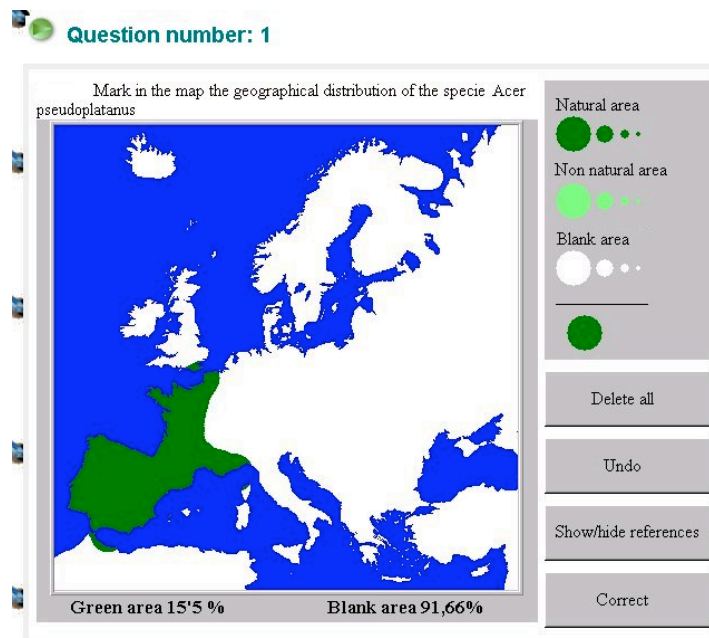 Question number: 1
Mark in the map the geographical distribution of the specie Acer
pseudoplatanus
Natural area
Non natural area
Blank area
Delete all
Undo
Show/hide references
Correct
Green area 15'5 %
Blank area 91,66%